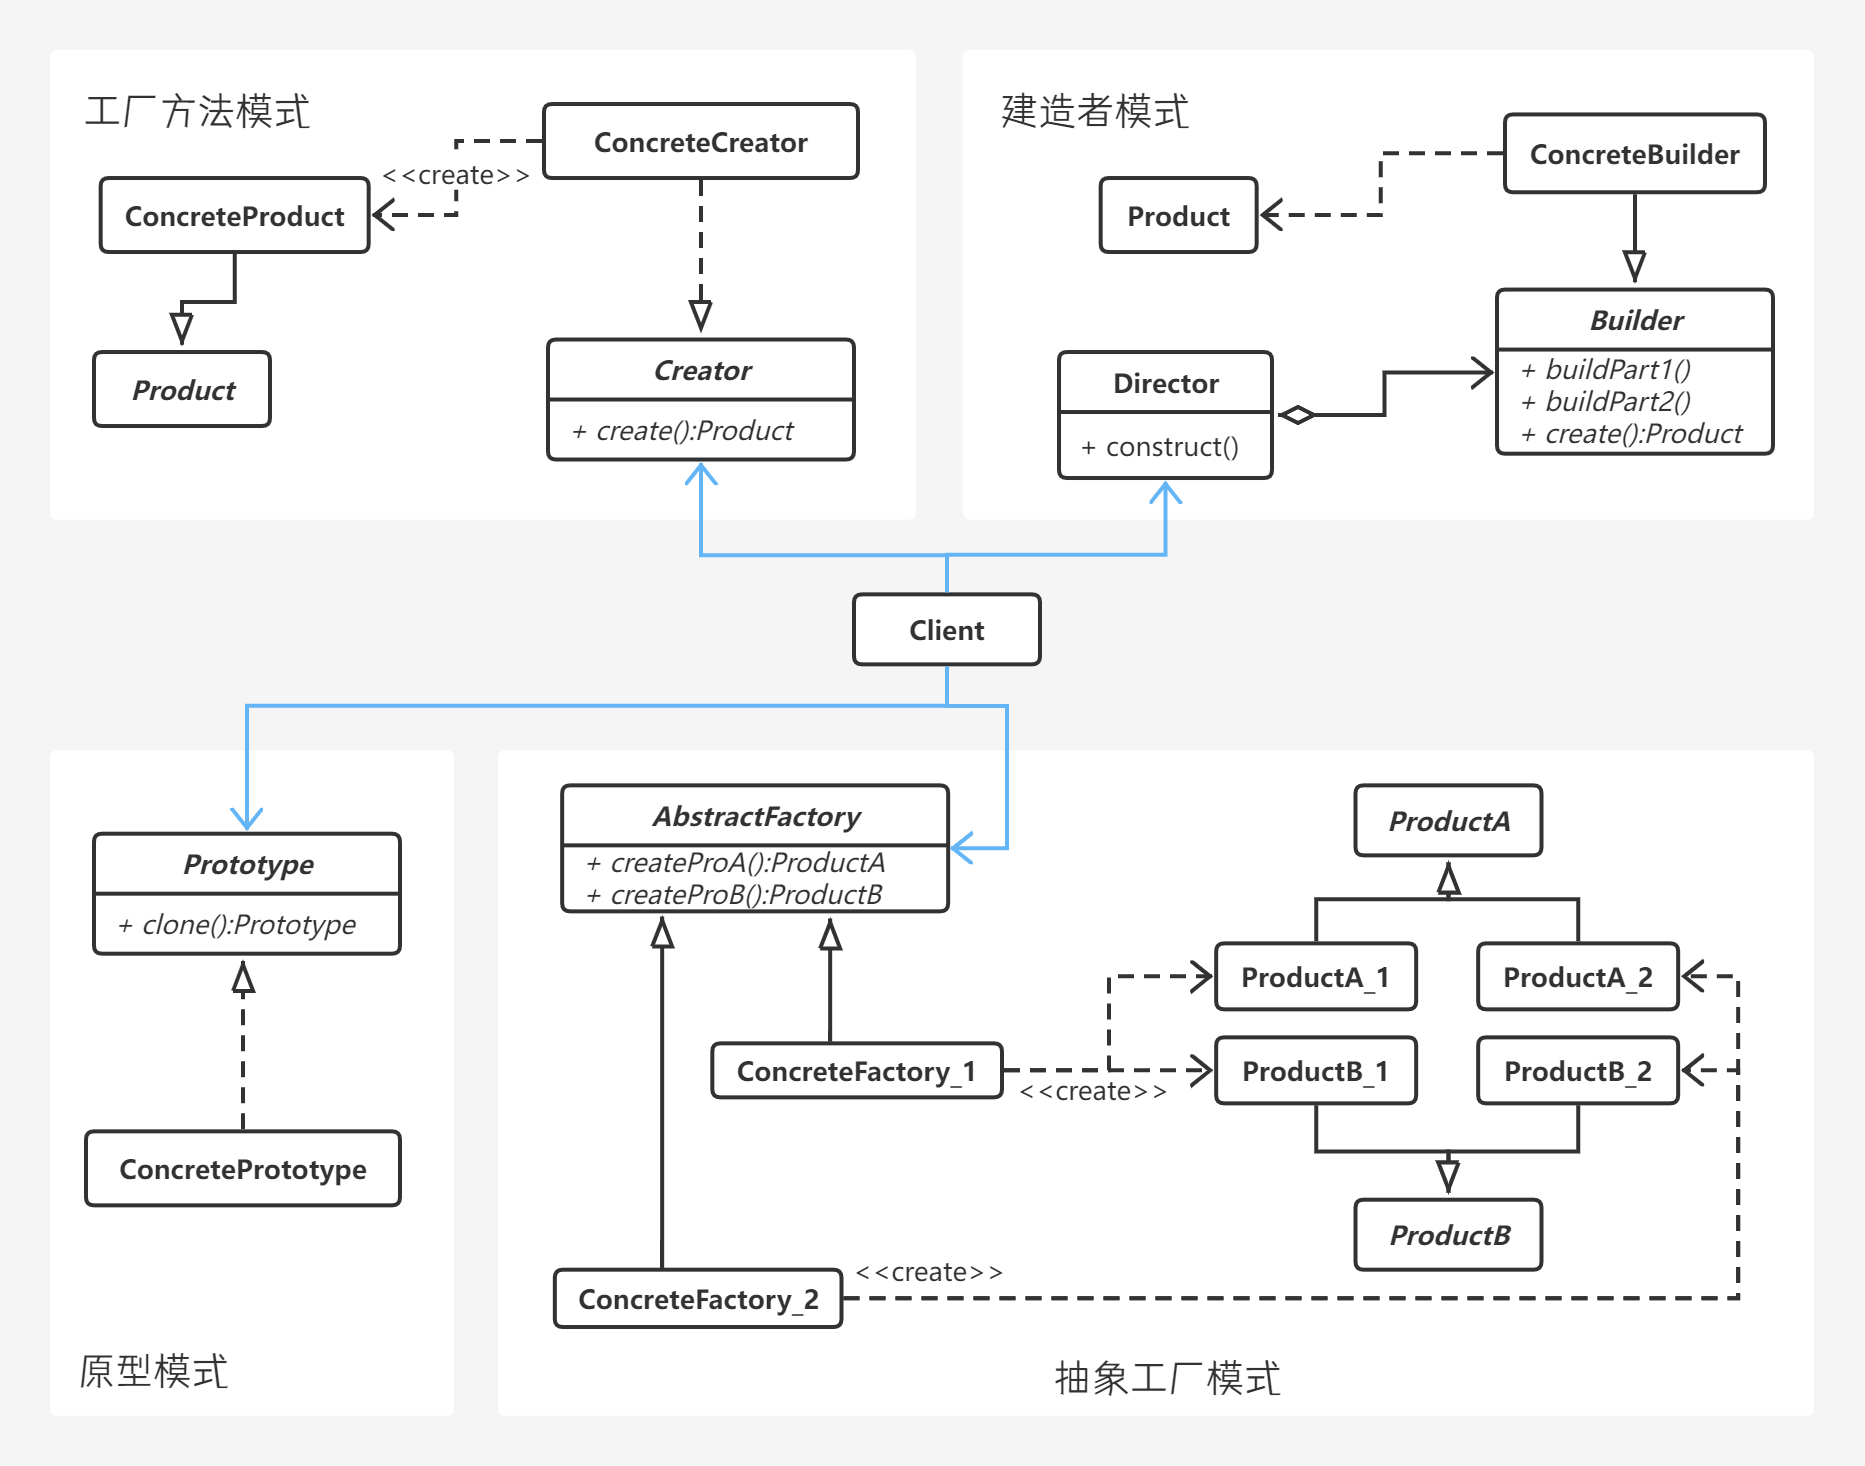 工厂方法模式
ConcreteCreator
<<create>>
ConcreteProduct
Product
Creator
+ create():Product
建造者模式
ConcreteBuilder
Product
Builder
+ buildPart1()
+ buildPart2()
+ create():Product
Director
+ construct()
Client
Prototype
+ clone():Prototype
ConcretePrototype
原型模式
AbstractFactory
+ createProA():ProductA
+ createProB():ProductB
ProductA
ProductA_1
ProductA_2
ConcreteFactory_1
<<create>>
ProductB_1
ProductB_2
ProductB
ConcreteFactory_2
<<create>>
抽象工厂模式